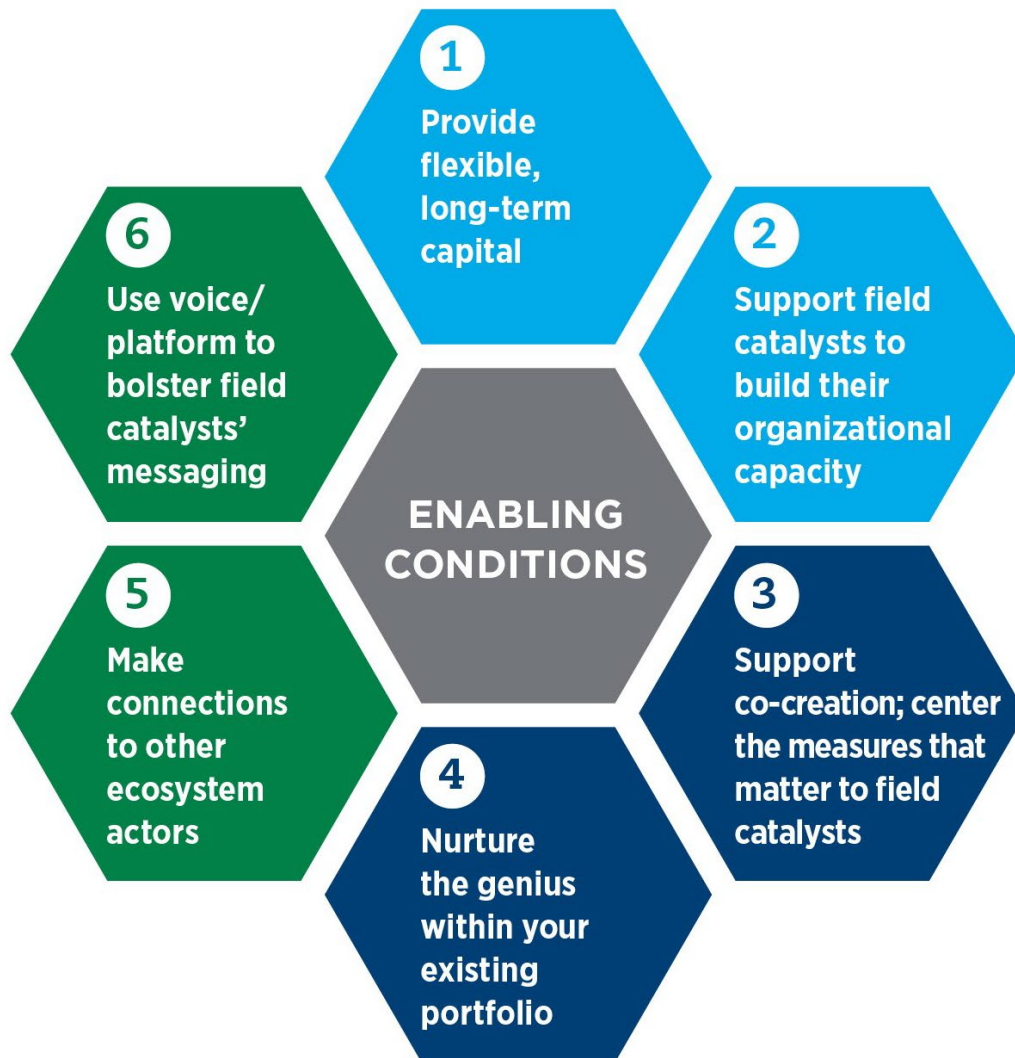 1
Provide
flexible,
long-term
capital
2
Support field
catalysts to
build their
organizational
capacity
3
Support
co-creation; center
the measures that
matter to field
catalysts
4
Nurture
the genius
within your
existing
portfolio
5
Make
connections
to other
ecosystem
actors
6
Use voice/
platform to
bolster field
catalysts’
messaging
ENABLING
CONDITIONS